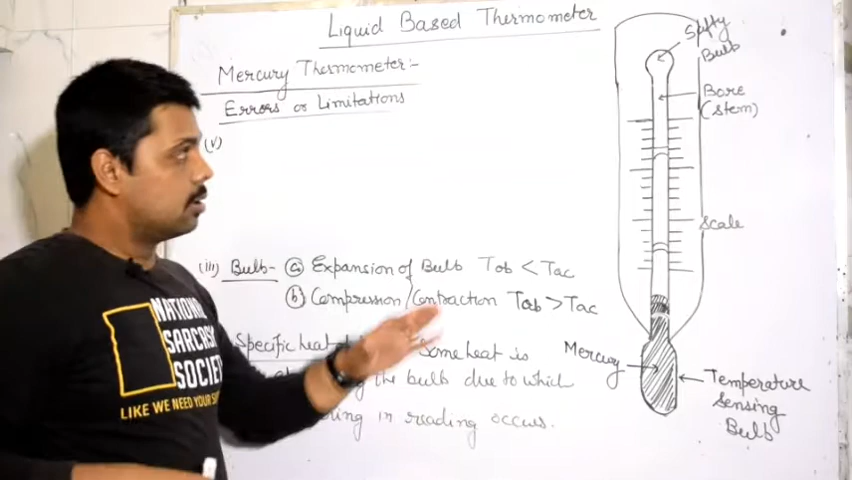 Liquid Based Thermometer
Mercury Thermometer:-
Errors or Limitations
(v)
(iii) Bulb- (a) Expansion of Bulb Tob < Tac
(b) Compression/Contraction Tob > Tac
Specific heat Some heat is
the bulb due to which
in reading occurs.
Safty
Bulb
Bore
(stem)
Scale
Mercury
Temperature
Sensing
Bulb
NATIONAL
SARCASM
SOCIETY
LIKE WE NEED YOUR